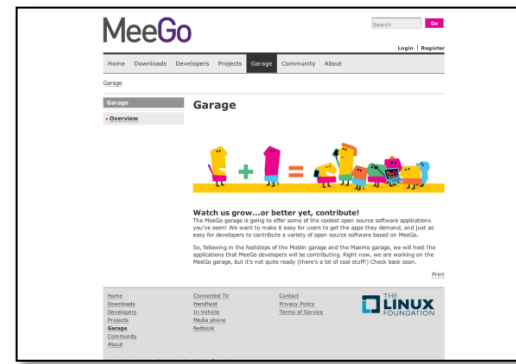 MeeGo
Search Go
Login | Register
Home Downloads Developers Projects Garage Community About
Garage
Garage
Overview
Garage
Watch us grow...or better yet, contribute!
The MeeGo garage is going to offer some of the coolest open source software applications
you've seen! We want to make it easy for users to get the apps they demand, and just as
easy for developers to contribute a variety of open source software based on MeeGo.
So, following in the footsteps of the Moblin garage and the Maemo garage, we will host the
applications that MeeGo developers will be contributing. Right now, we are working on the
MeeGo garage, but it's not quite ready (there's a lot of cool stuff!) Check back soon.
Print
Home
Downloads
Developers
Projects
Garage
Community
About
Connected TV
Handheld
In-Vehicle
Media phone
Netbook
Contact
Privacy Policy
Terms of Service
THE
LINUX
FOUNDATION